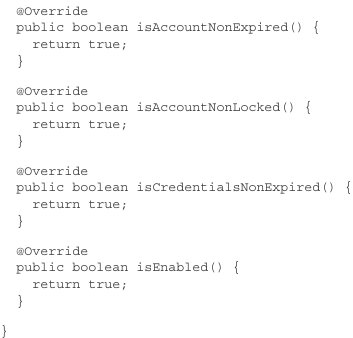 @Override
public boolean isAccountNonExpired() {
return true;
}
@Override
public boolean isAccountNonLocked() {
return true;
}
@Override
public boolean isCredentialsNonExpired() {
return true;
}
@Override
public boolean isEnabled() {
return true;
}
}